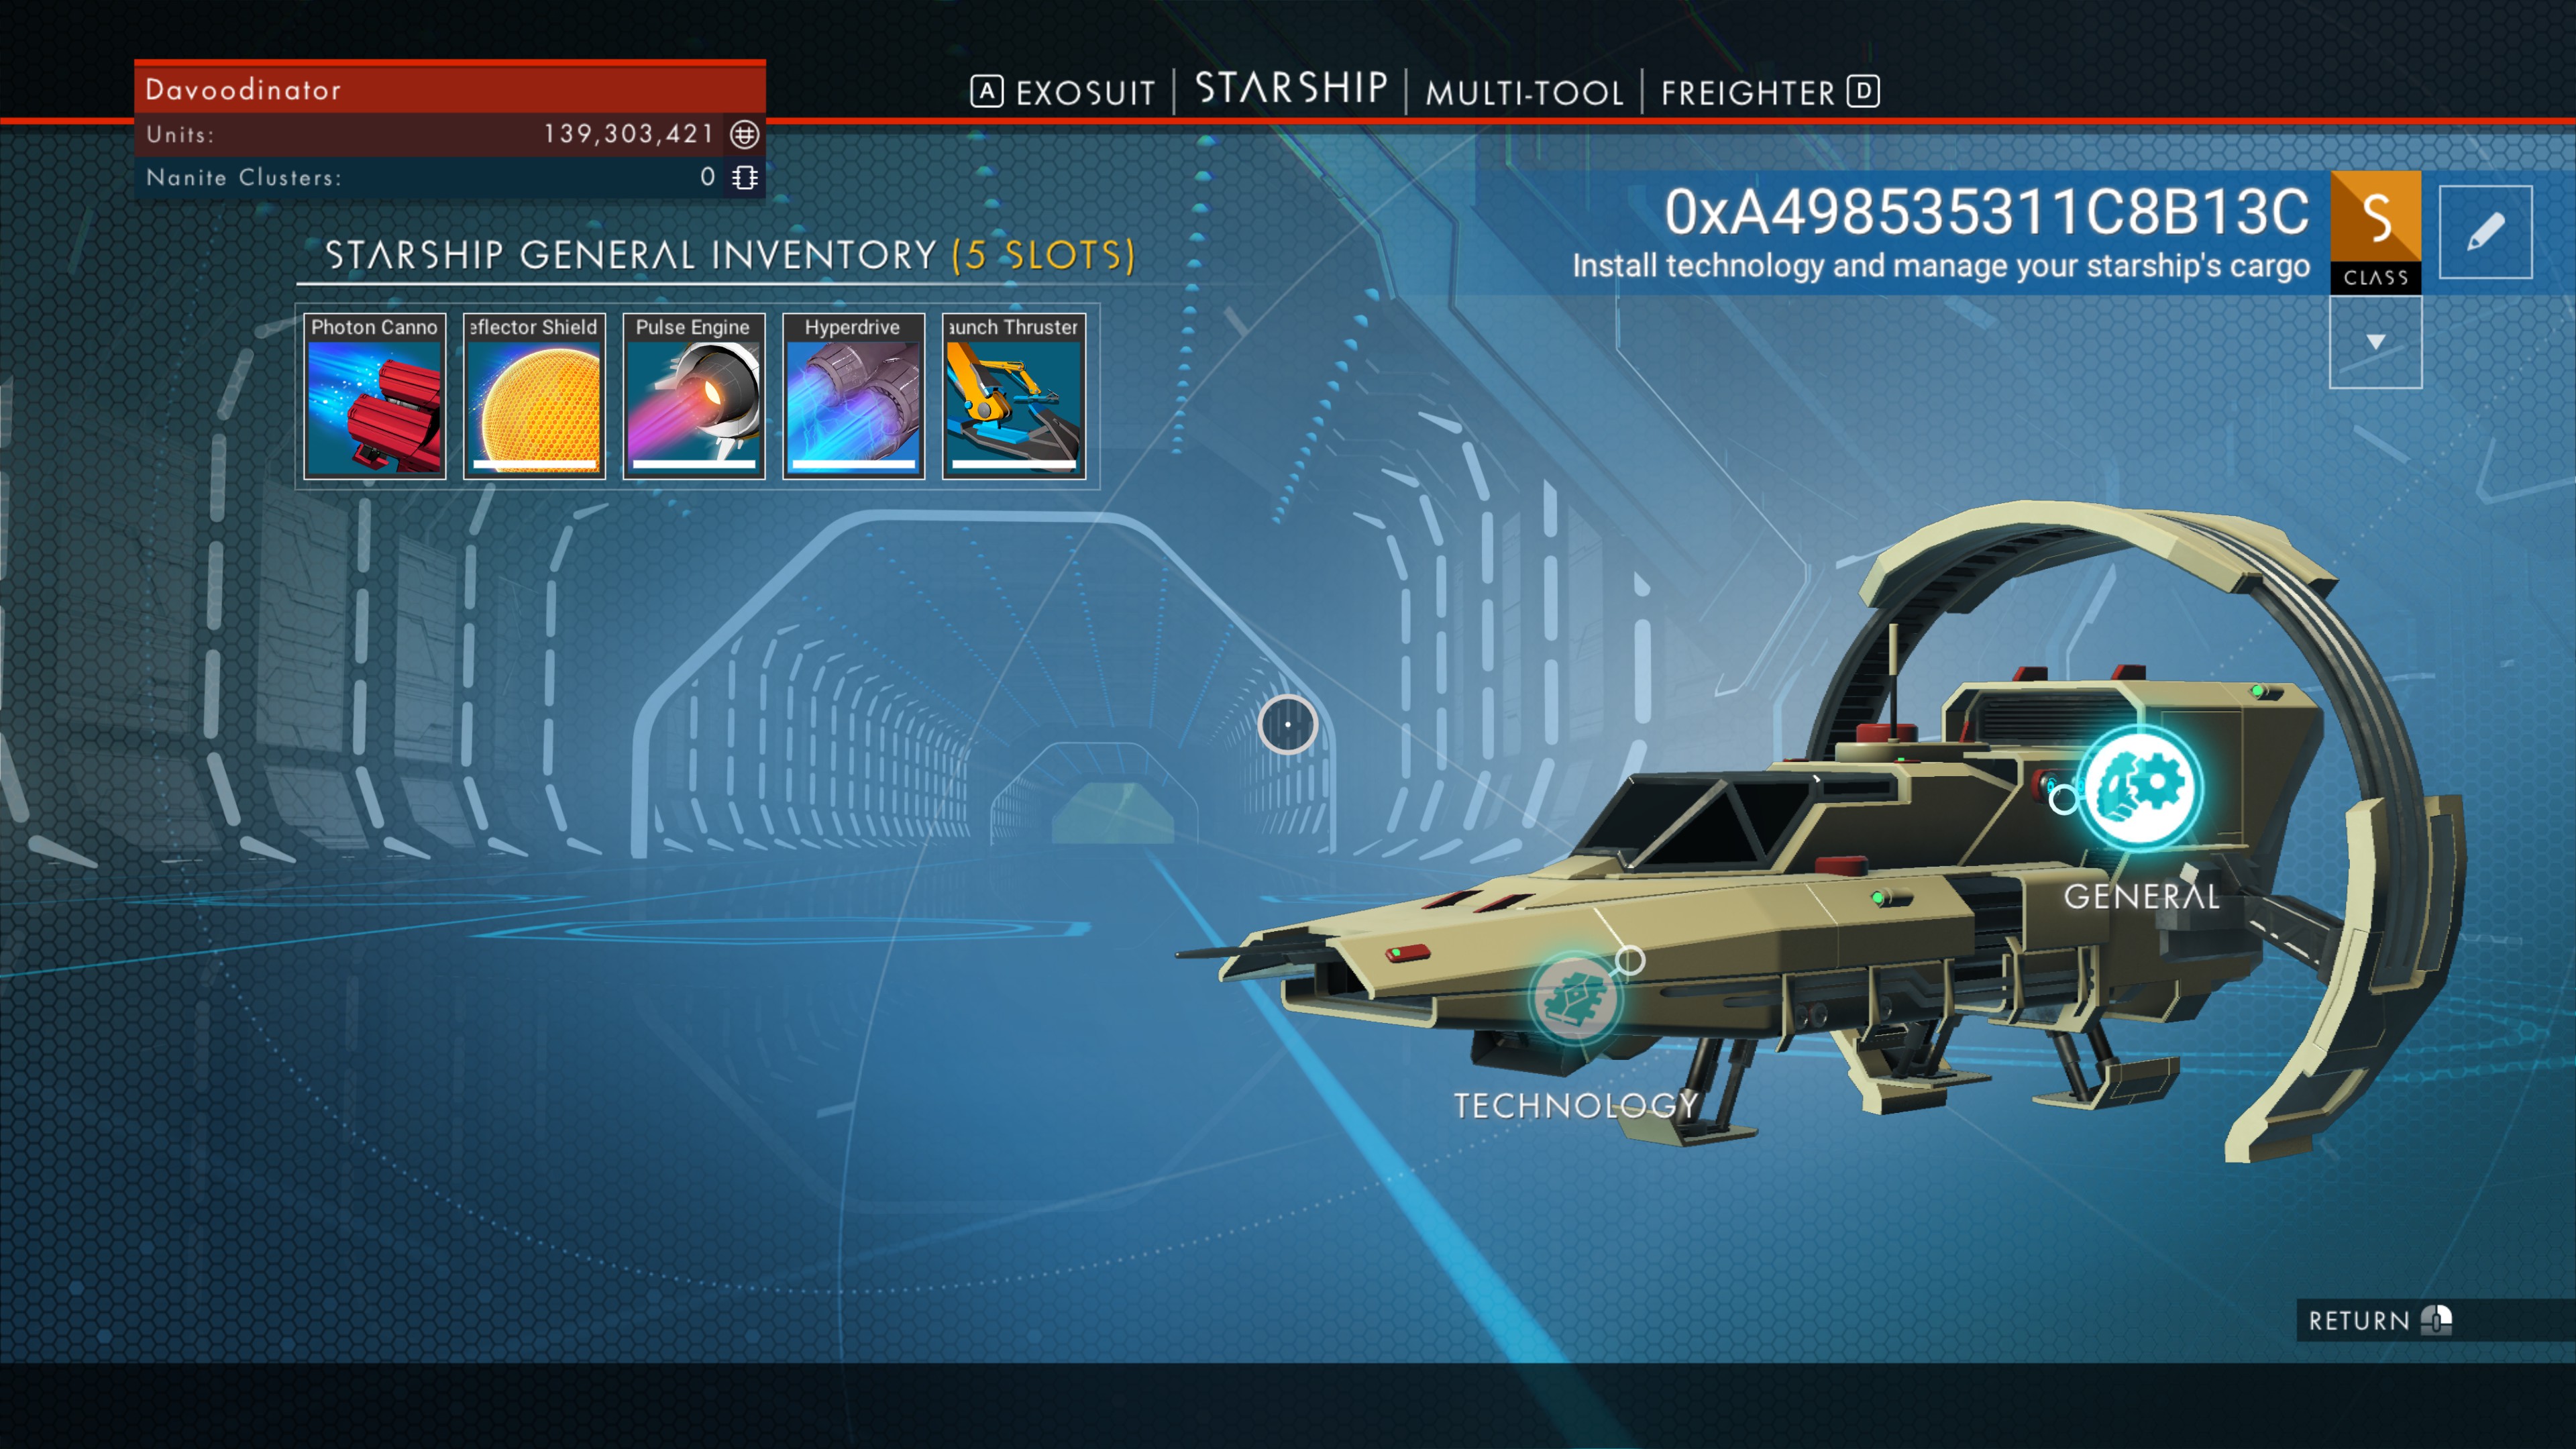 Davoodinator
Units: 139,303,421
Nanite Clusters: 0
A EXOSUIT STARSHIP MULTI-TOOL FREIGHTER D
0xA498535311C8B13C
Install technology and manage your starship's cargo
S
CLASS
STARSHIP GENERAL INVENTORY (5 SLOTS)
Photon Canno eflector Shield Pulse Engine Hyperdrive aunch Thruster
GENERAL
TECHNOLOGY
RETURN